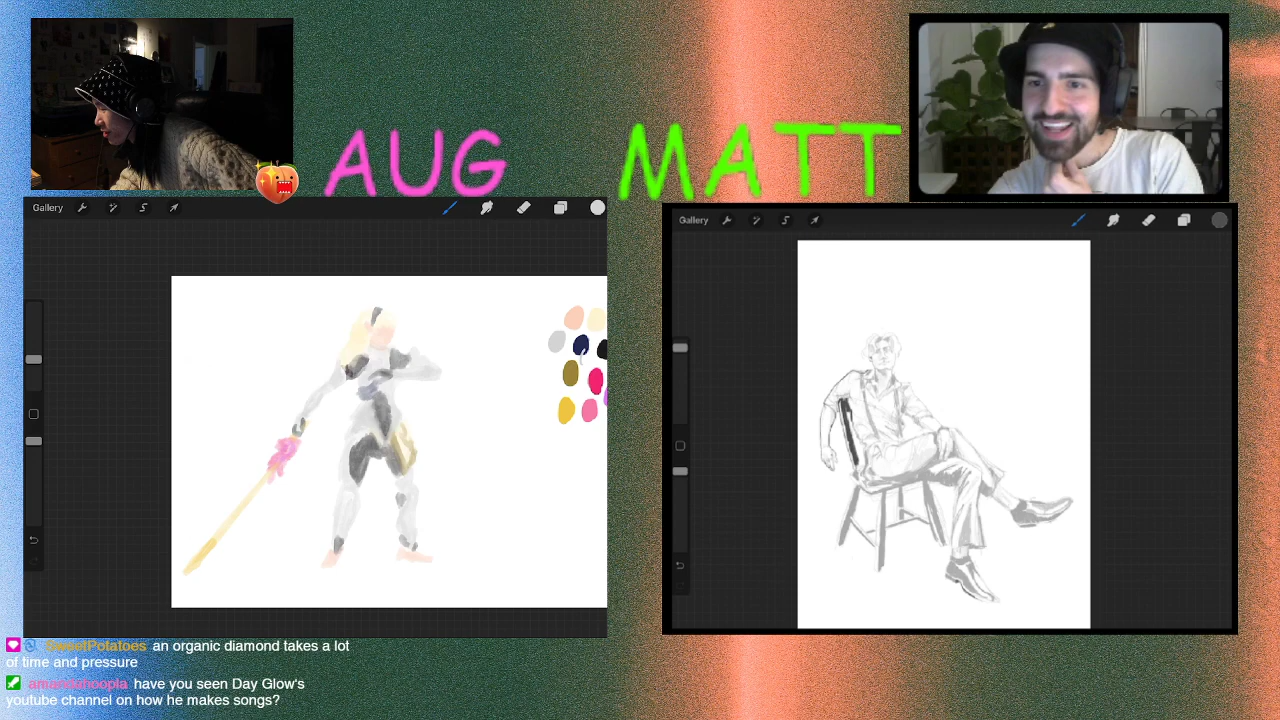 AUG
MATT
Gallery
Gallery
SweetPotatoes an organic diamond takes a lot
of time and pressure
amandwhoopla have you seen Day Glow's
youtube channel on how he makes songs?